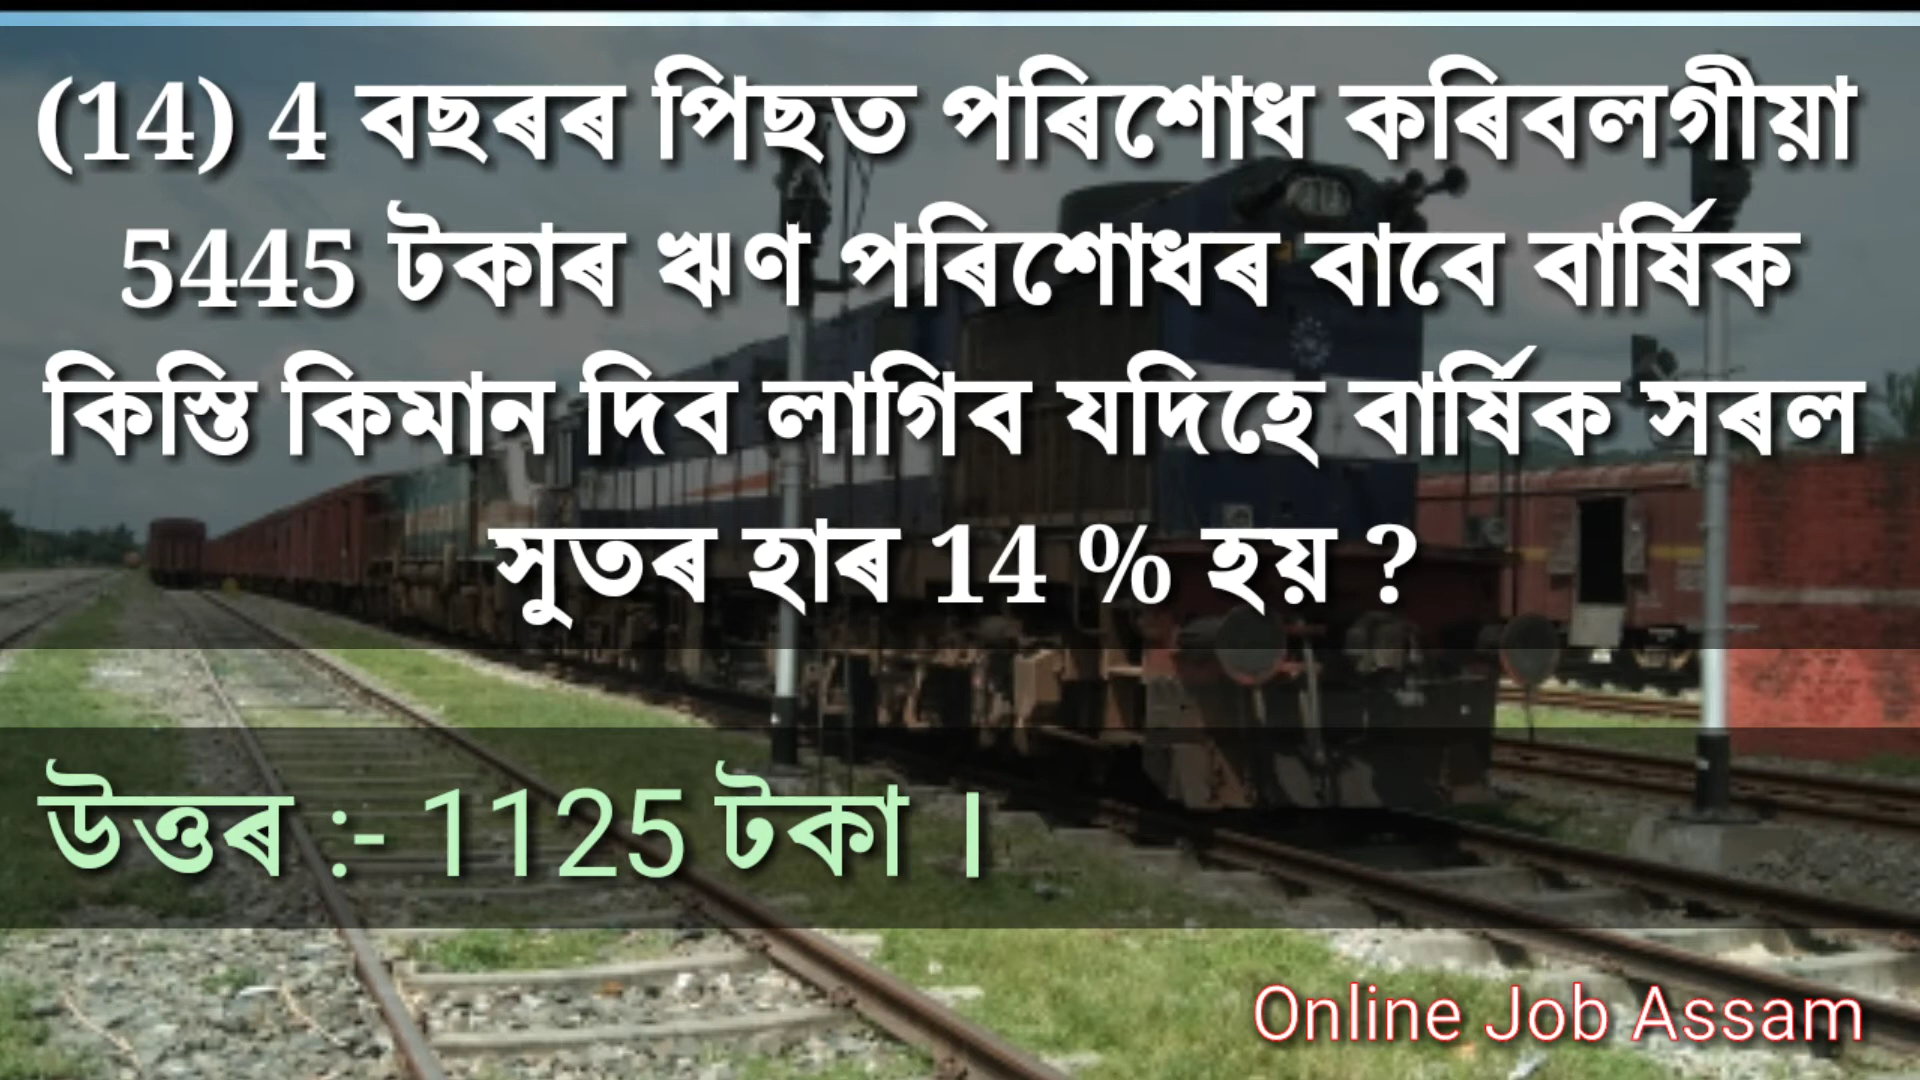 (14) 4 বছৰৰ পিছত পৰিশোধ কৰিবলগীয়া
5445 টকাৰ ঋণ পৰিশোধৰ বাবে বাৰ্ষিক
কিস্তি কিমান দিব লাগিব যদিহে বাৰ্ষিক সৰল
সুতৰ হাৰ 14 % হয় ?
উত্তৰ :- 1125 টকা ।
Online Job Assam